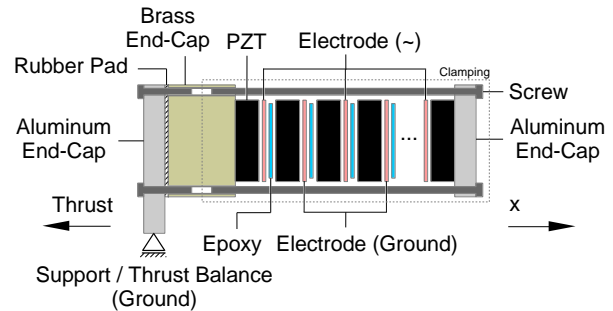 Brass
End-Cap
PZT
Electrode (~)
Rubber Pad
Clamping
Screw
Aluminum
End-Cap
Aluminum
End-Cap
...
Thrust
x
Epoxy
Electrode (Ground)
Support / Thrust Balance
(Ground)